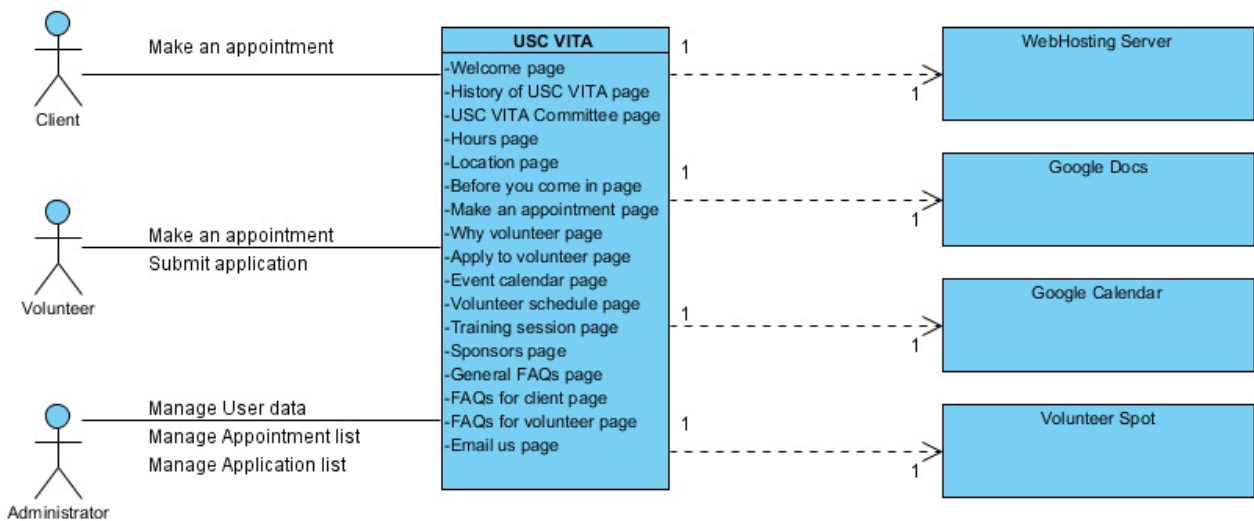 Make an appointment
Client
Make an appointment
Submit application
Volunteer
Manage User data
Manage Appointment list
Manage Application list
Administrator
USC VITA
-Welcome page
-History of USC VITA page
-USC VITA Committee page
-Hours page
-Location page
-Before you come in page
-Make an appointment page
-Why volunteer page
-Apply to volunteer page
-Event calendar page
-Volunteer schedule page
-Training session page
-Sponsors page
-General FAQs page
-FAQs for client page
-FAQs for volunteer page
-Email us page
1
1
WebHosting Server
1
1
Google Docs
1
1
Google Calendar
1
1
Volunteer Spot